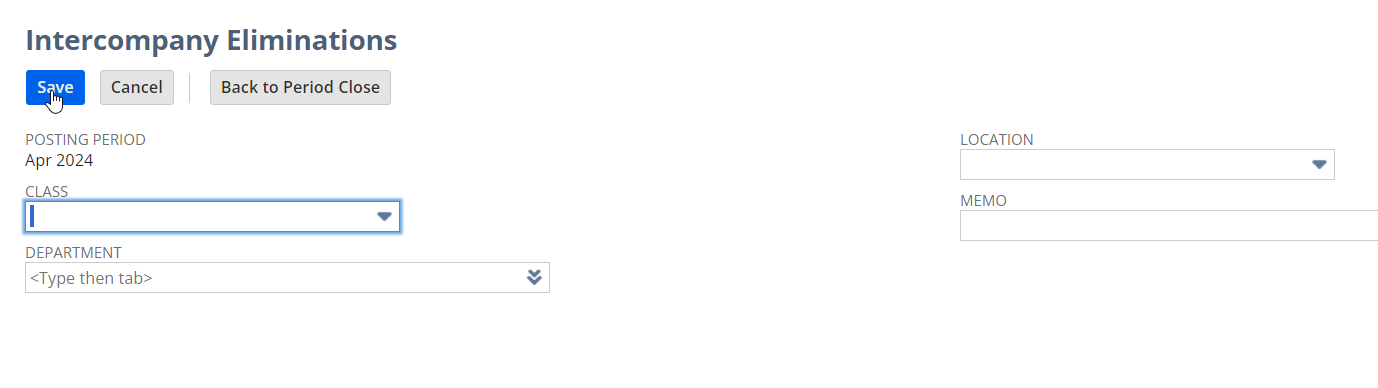 Intercompany Eliminations
Save Cancel Back to Period Close
POSTING PERIOD
Apr 2024
CLASS
DEPARTMENT
<Type then tab>
LOCATION
MEMO